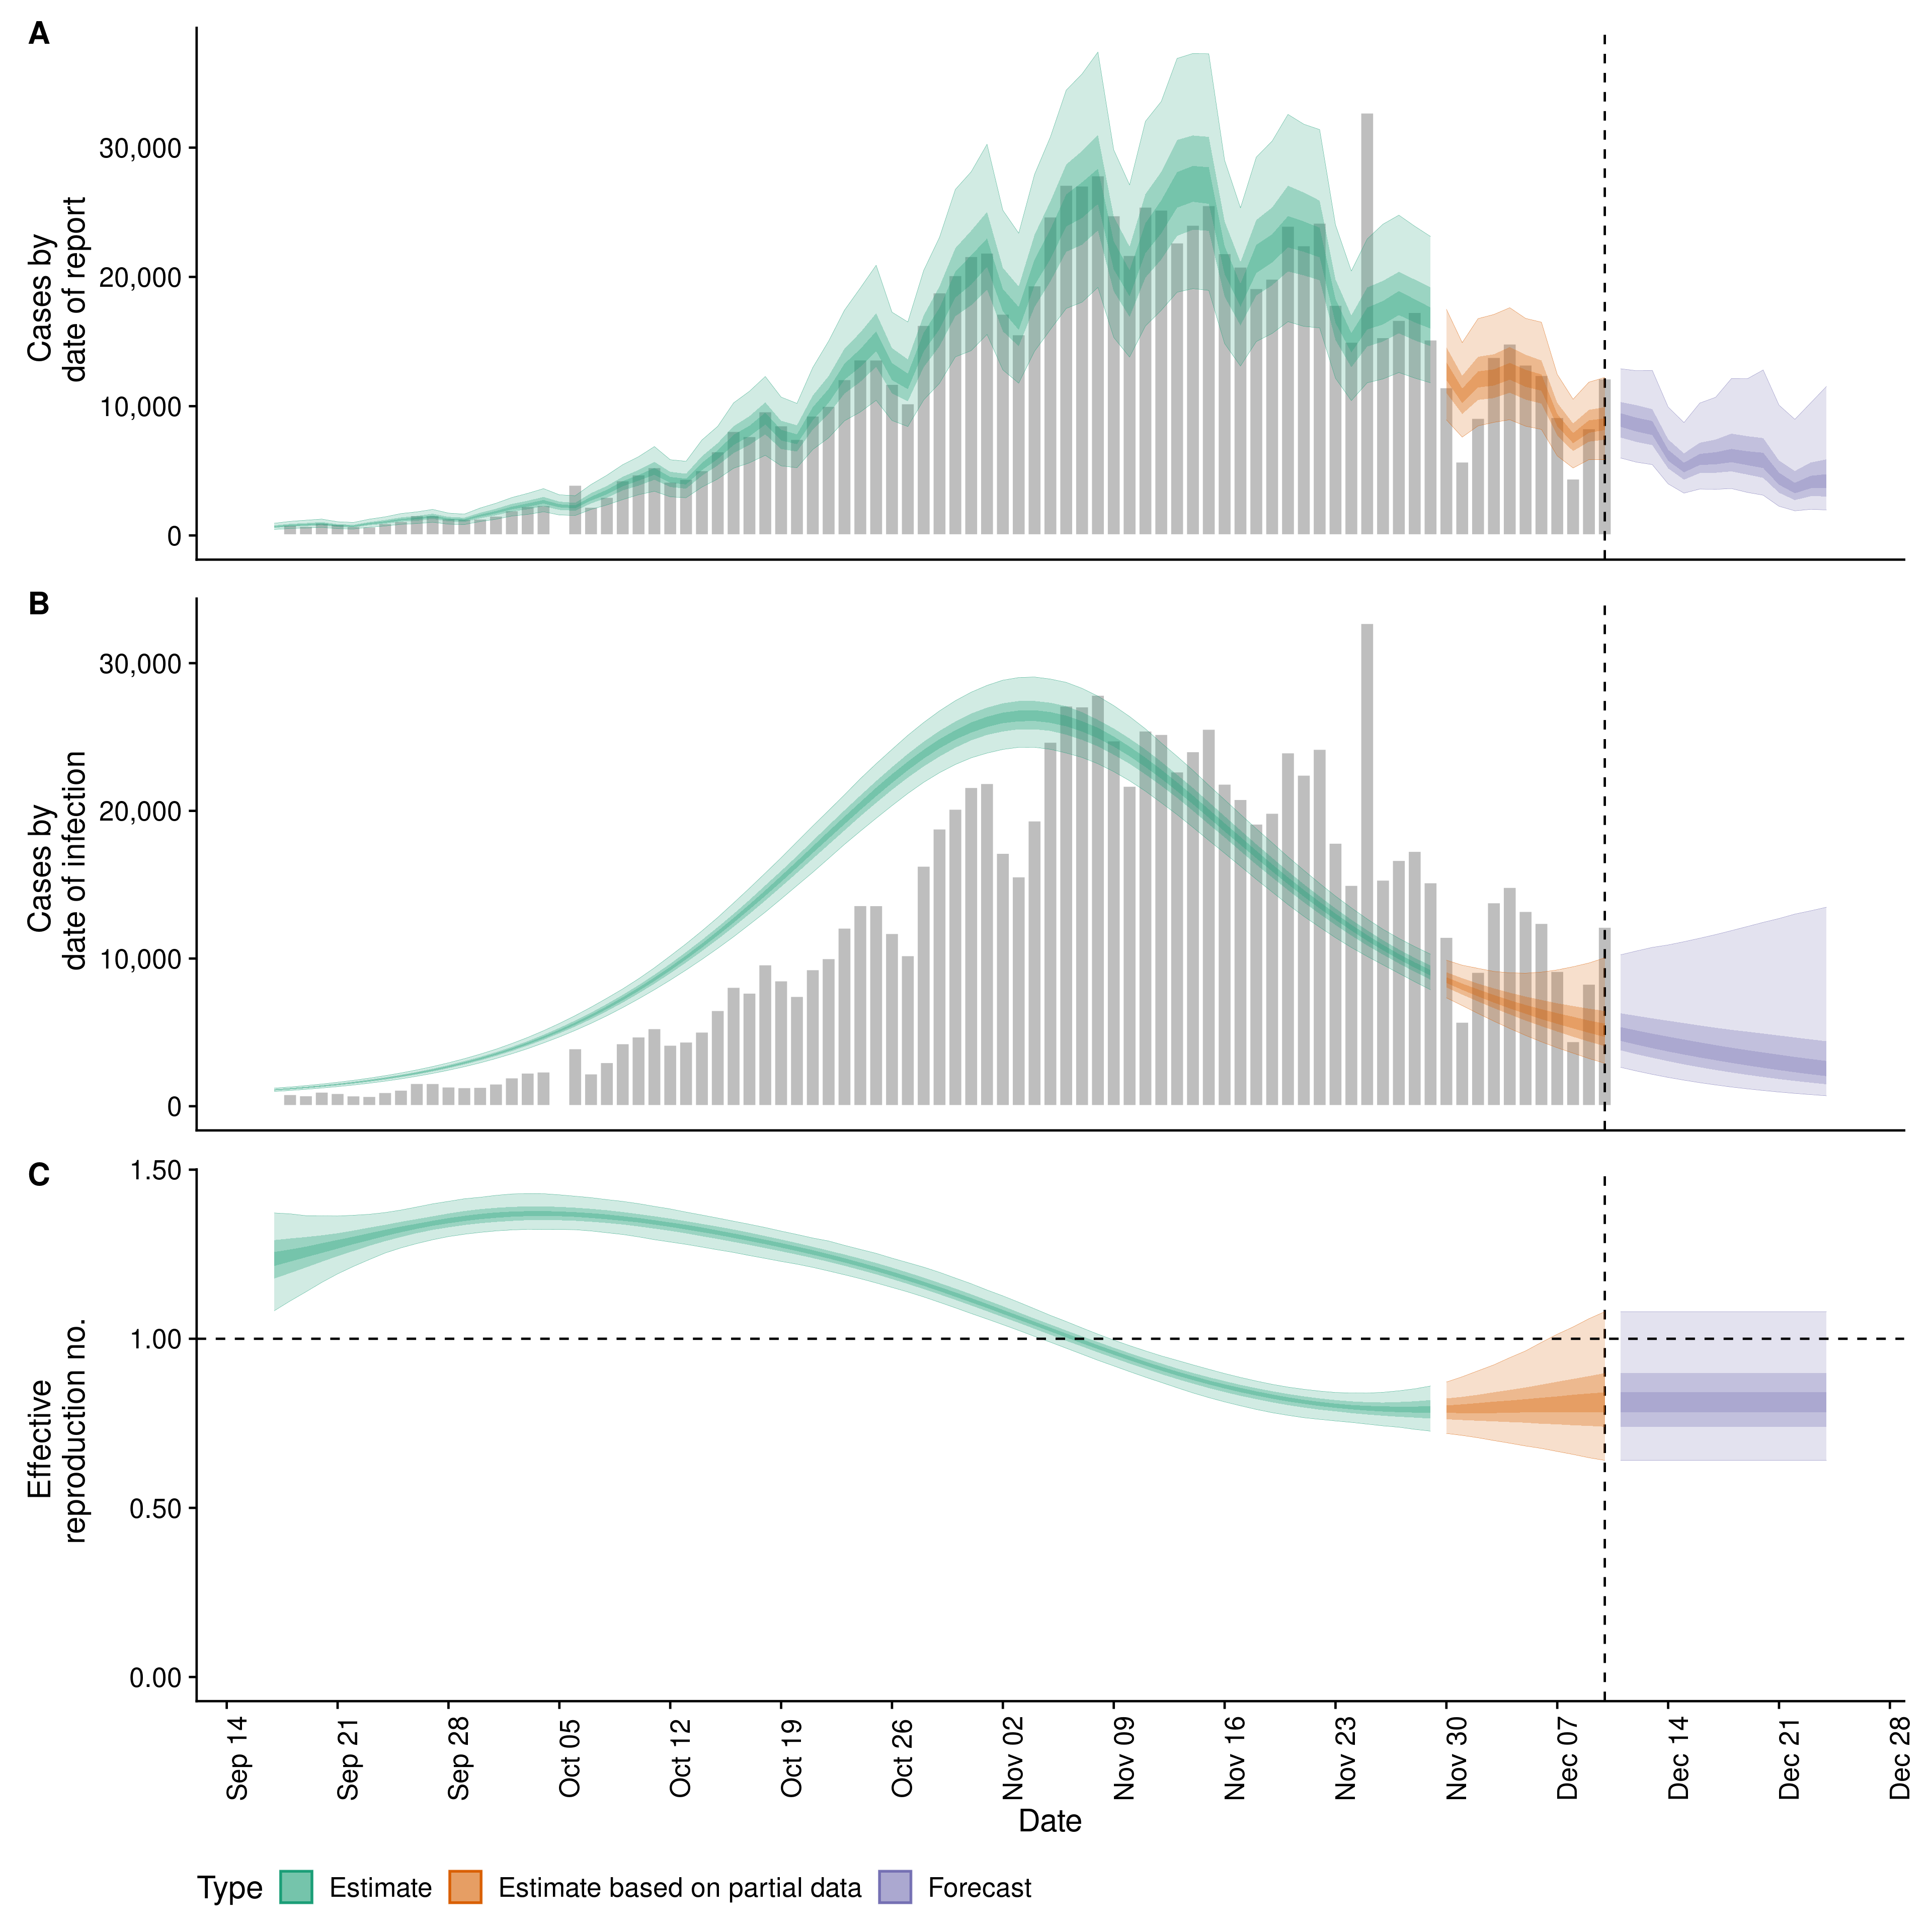 A
Cases by
date of report
30,000
20,000
10,000
0
B
Cases by
date of infection
30,000
20,000
10,000
0
C
Effective
reproduction no.
1.50
1.00
0.50
0.00
Sep 14
Sep 21
Sep 28
Oct 05
Oct 12
Oct 19
Oct 26
Nov 02
Nov 09
Nov 16
Nov 23
Nov 30
Dec 07
Dec 14
Dec 21
Dec 28
Date
Type Estimate Estimate based on partial data Forecast